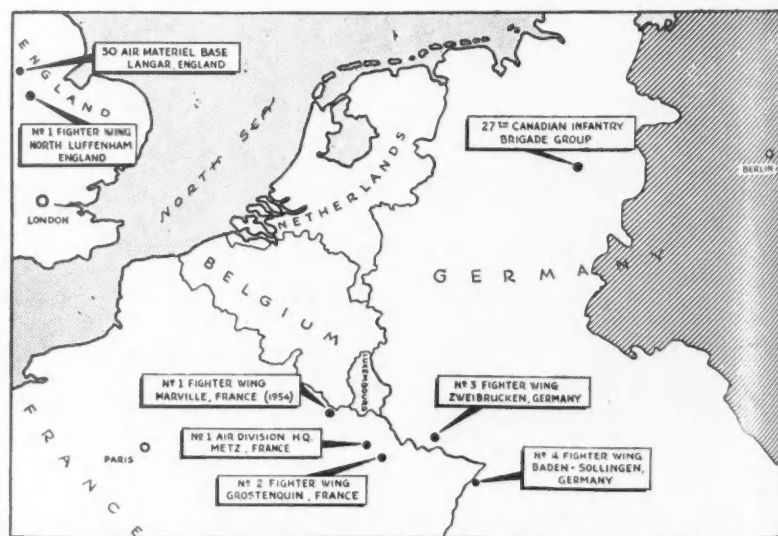 ENGLAND
30 AIR MATERIEL BASE
LANGAR, ENGLAND
Nº 1 FIGHTER WING
NORTH LUFFENHAM
ENGLAND
LONDON
NORTH SEA
NETHERLANDS
27TH CANADIAN INFANTRY
BRIGADE GROUP
BERLIN
GERMANY
BELGIUM
LUXEMBOURG
Nº 1 FIGHTER WING
MARVILLE, FRANCE (1954)
Nº 3 FIGHTER WING
ZWEIBRUCKEN, GERMANY
Nº 1 AIR DIVISION H.Q.
METZ, FRANCE
Nº 2 FIGHTER WING
GROSTENQUIN, FRANCE
Nº 4 FIGHTER WING
BADEN-SOLLINGEN,
GERMANY
PARIS
FRANCE